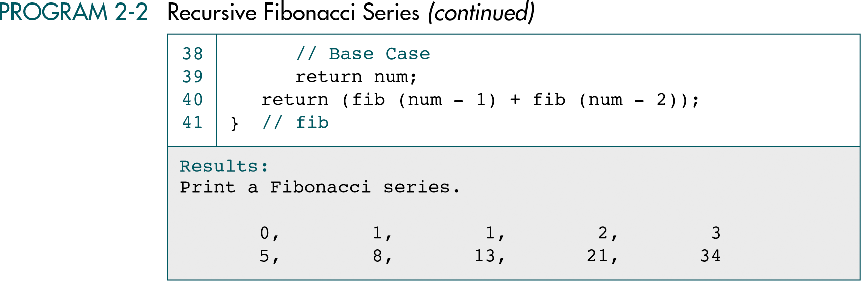 PROGRAM 2-2 Recursive Fibonacci Series (continued)
38 // Base Case
39 return num;
40 return (fib (num - 1) + fib (num - 2));
41 } // fib
Results:
Print a Fibonacci series.
0, 1, 1, 2, 3
5, 8, 13, 21, 34